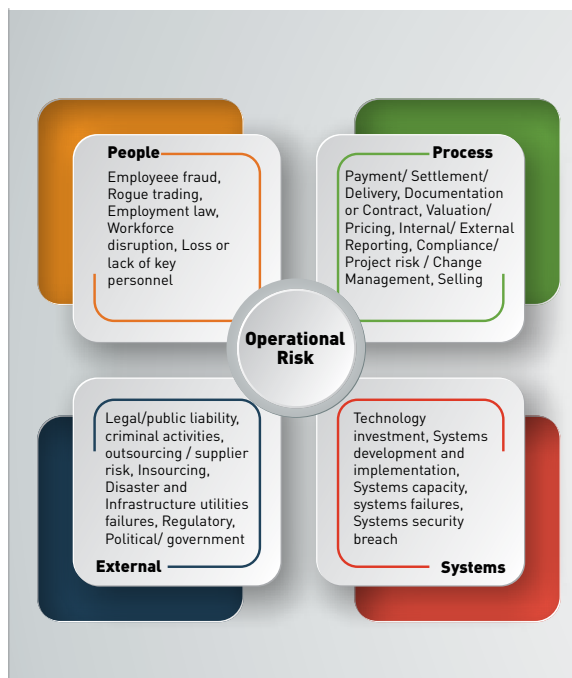 People
Employeee fraud,
Rogue trading,
Employment law,
Workforce
disruption, Loss or
lack of key
personnel
Process
Payment/ Settlement/
Delivery, Documentation
or Contract, Valuation/
Pricing, Internal/ External
Reporting, Compliance/
Project risk / Change
Management, Selling
Operational
Risk
Legal/public liability,
criminal activities,
outsourcing / supplier
risk, Insourcing,
Disaster and
Infrastructure utilities
failures, Regulatory,
Political/ government
External
Technology
investment, Systems
development and
implementation,
Systems capacity,
systems failures,
Systems security
breach
Systems